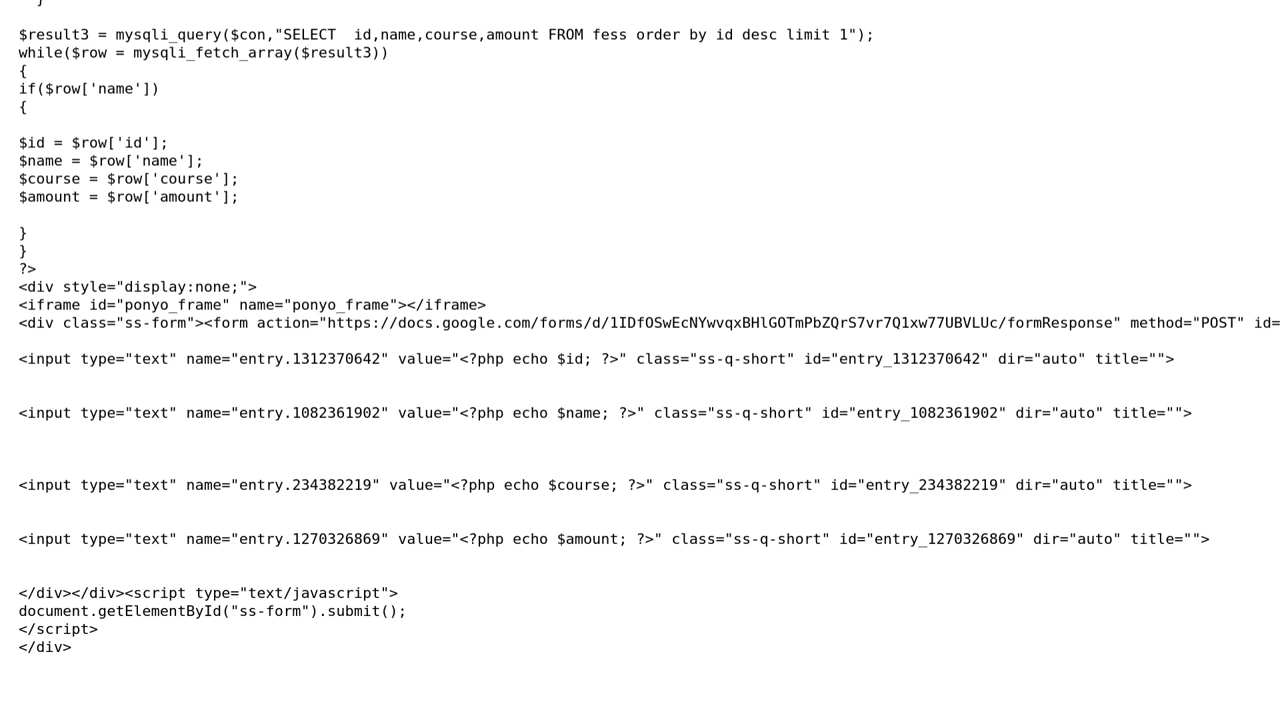 }
$result3 = mysqli_query($con,"SELECT  id,name,course,amount FROM fess order by id desc limit 1");
while($row = mysqli_fetch_array($result3))
{
if($row['name'])
{
$id = $row['id'];
$name = $row['name'];
$course = $row['course'];
$amount = $row['amount'];
}
}
?>
<div style="display:none;">
<iframe id="ponyo_frame" name="ponyo_frame"></iframe>
<div class="ss-form"><form action="https://docs.google.com/forms/d/1IDfOSwEcNYwvqxBHlGOTmPbZQrS7vr7Q1xw77UBVLUc/formResponse" method="POST" id=
<input type="text" name="entry.1312370642" value="<?php echo $id; ?>" class="ss-q-short" id="entry_1312370642" dir="auto" title="">
<input type="text" name="entry.1082361902" value="<?php echo $name; ?>" class="ss-q-short" id="entry_1082361902" dir="auto" title="">
<input type="text" name="entry.234382219" value="<?php echo $course; ?>" class="ss-q-short" id="entry_234382219" dir="auto" title="">
<input type="text" name="entry.1270326869" value="<?php echo $amount; ?>" class="ss-q-short" id="entry_1270326869" dir="auto" title="">
</div></div><script type="text/javascript">
document.getElementById("ss-form").submit();
</script>
</div>